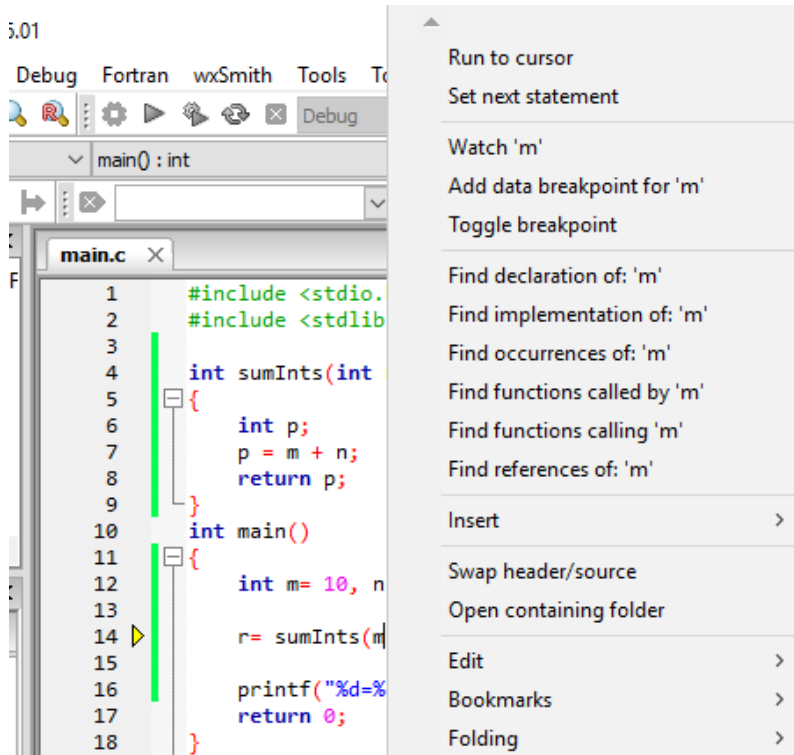 5.01
Debug Fortran wxSmith Tools
Debug
main() : int
main.c
1 #include <stdio.
2 #include <stdlib
3
4 int sumInts(int
5 {
6 int p;
7 p = m + n;
8 return p;
9 }
10 int main()
11 {
12 int m= 10, n
13
14 r= sumInts(m
15
16 printf("%d=%
17 return 0;
18 }
Run to cursor
Set next statement
Watch 'm'
Add data breakpoint for 'm'
Toggle breakpoint
Find declaration of: 'm'
Find implementation of: 'm'
Find occurrences of: 'm'
Find functions called by 'm'
Find functions calling 'm'
Find references of: 'm'
Insert
Swap header/source
Open containing folder
Edit
Bookmarks
Folding